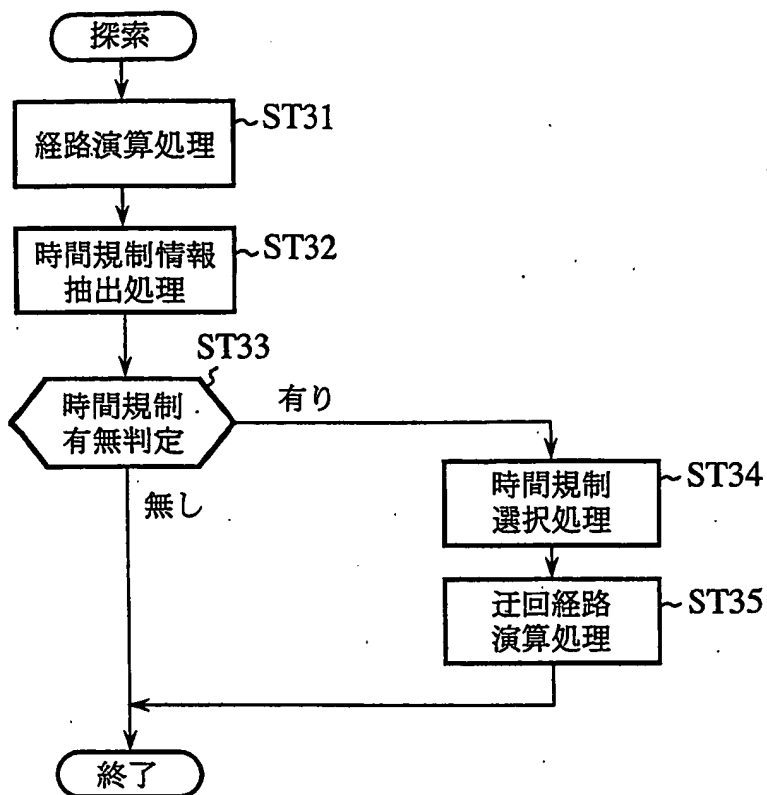 探索
経路演算処理
ST31
時間規制情報
抽出処理
ST32
ST33
時間規制
有無判定
有り
無し
時間規制
選択処理
ST34
迂回経路
演算処理
ST35
終了